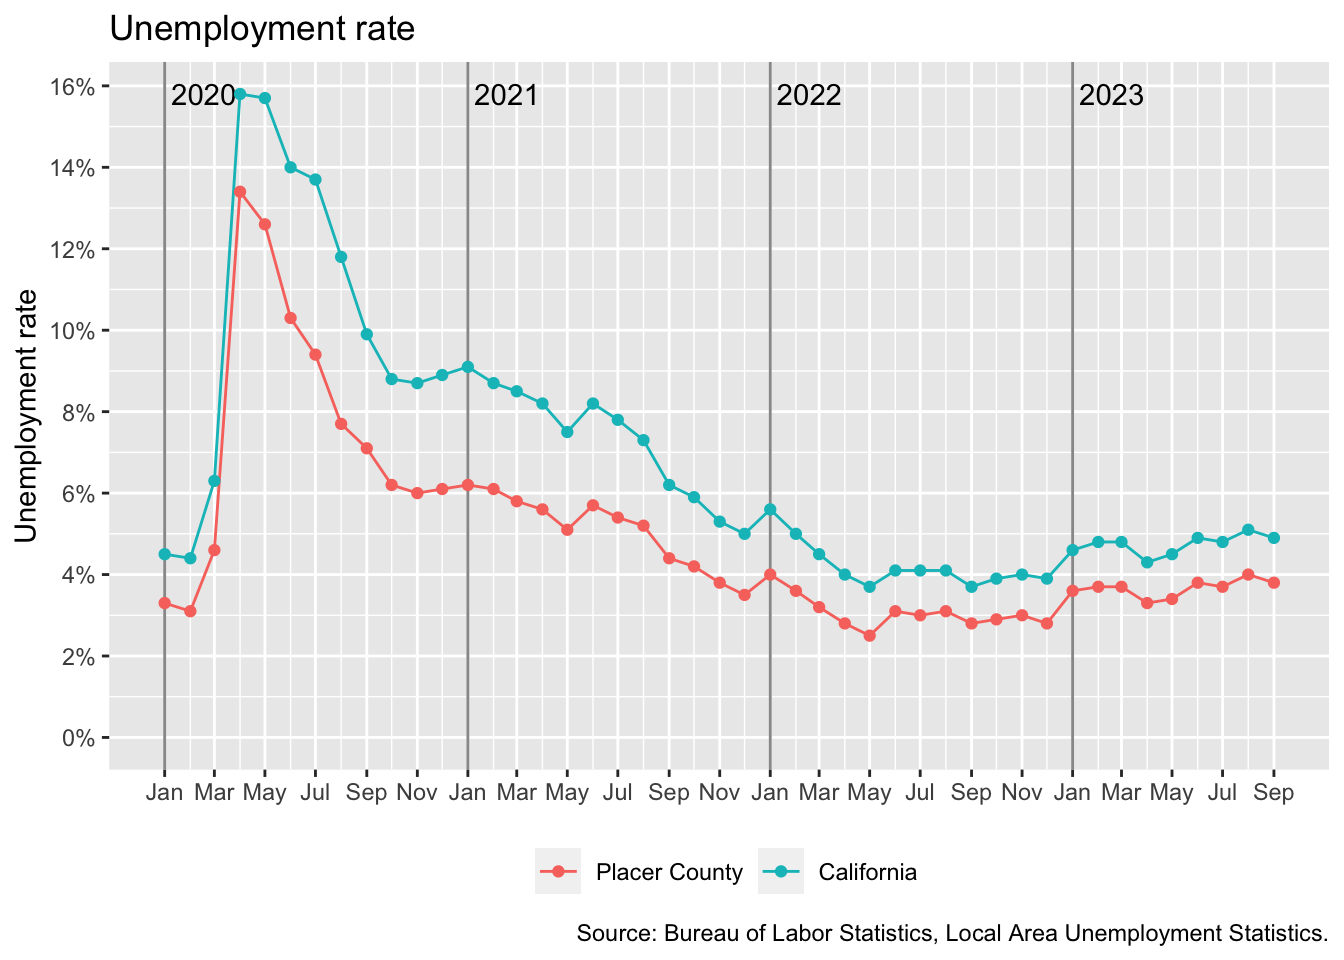 Unemployment rate
Unemployment rate
16%
14%
12%
10%
8%
6%
4%
2%
0%
2020 2021 2022 2023
Jan Mar May Jul Sep Nov Jan Mar May Jul Sep Nov Jan Mar May Jul Sep Nov Jan Mar May Jul Sep
Placer County California
Source: Bureau of Labor Statistics, Local Area Unemployment Statistics.